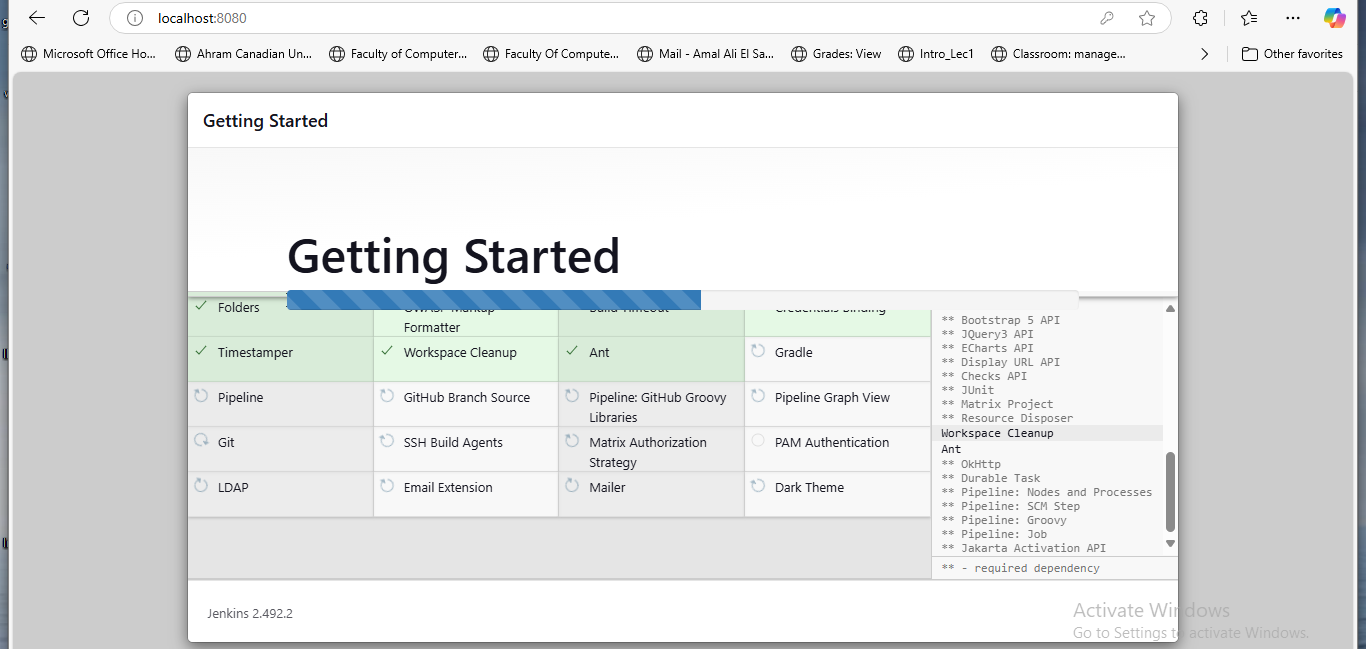 localhost:8080
Microsoft Office Ho...
Ahram Canadian Un...
Faculty of Computer...
Faculty Of Compute...
Mail - Amal Ali El Sa...
Grades: View
Intro_Lec1
Classroom: manage...
Other favorites
Getting Started
Getting Started
Folders
Formatter
Timestamper
Workspace Cleanup
Ant
Gradle
Pipeline
GitHub Branch Source
Pipeline: GitHub Groovy
Libraries
Pipeline Graph View
Git
SSH Build Agents
Matrix Authorization
Strategy
PAM Authentication
LDAP
Email Extension
Mailer
Dark Theme
** Bootstrap 5 API
** JQuery3 API
** ECharts API
** Display URL API
** Checks API
** JUnit
** Matrix Project
** Resource Disposer
Workspace Cleanup
Ant
** OkHttp
** Durable Task
** Pipeline: Nodes and Processes
** Pipeline: SCM Step
** Pipeline: Groovy
** Pipeline: Job
** Jakarta Activation API
** - required dependency
Jenkins 2.492.2
Activate Windows
Go to Settings to activate Windows.